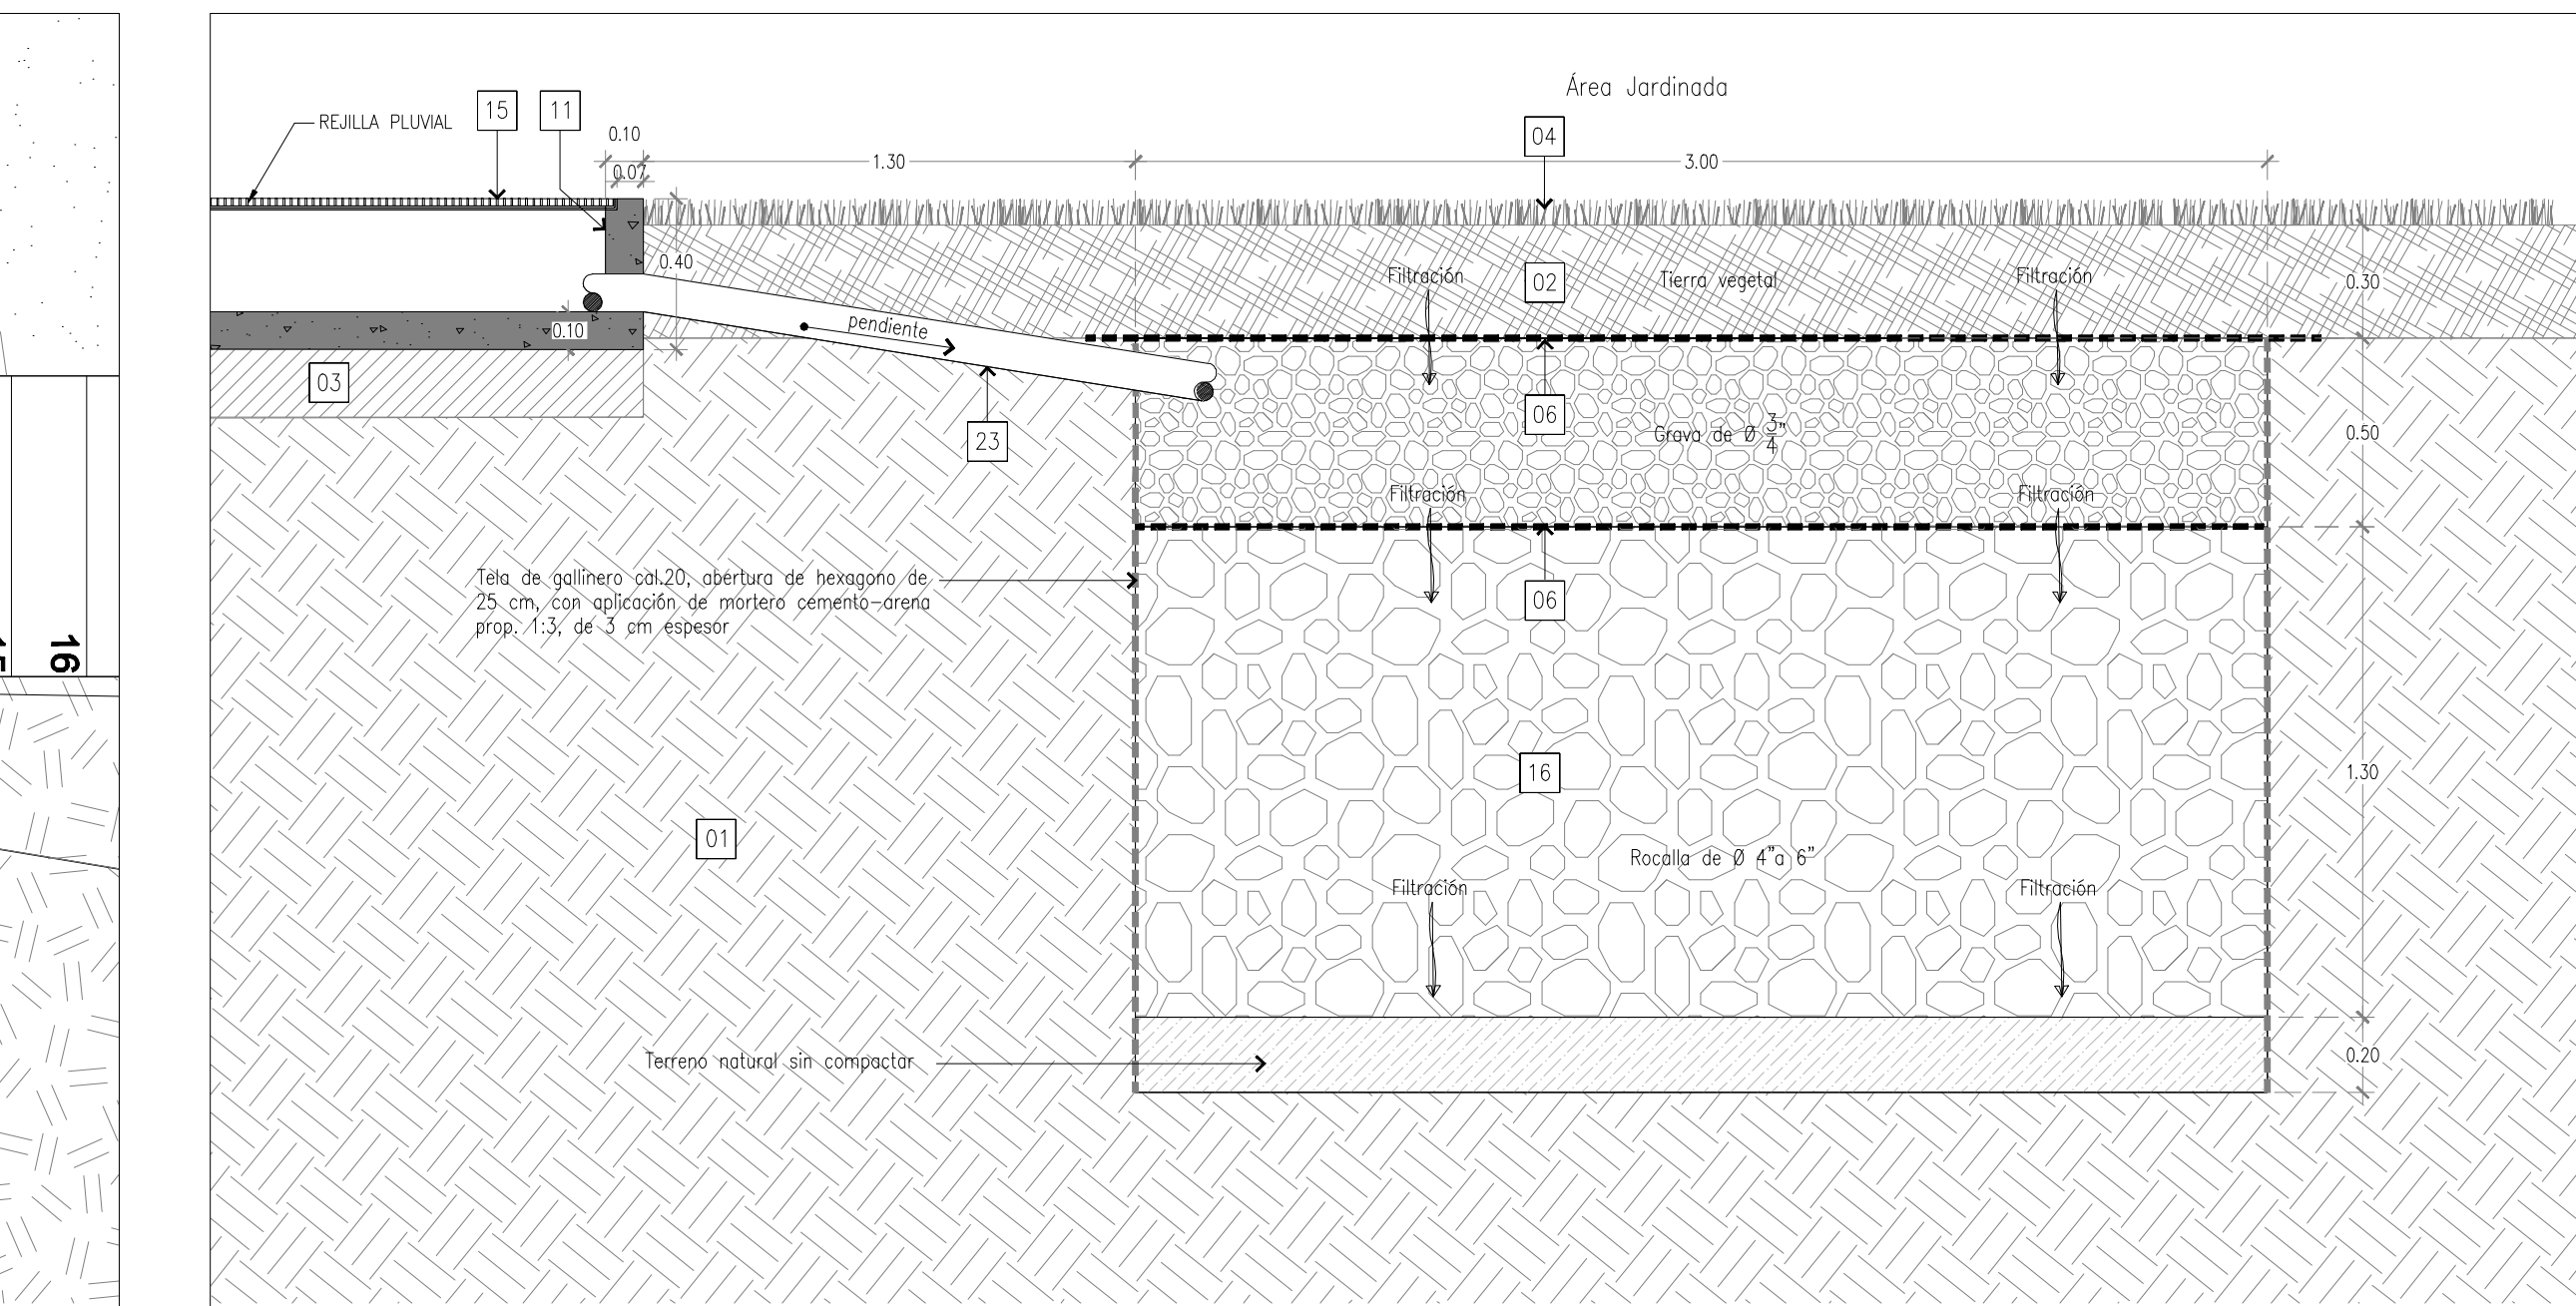 Área Jardinada
REJILLA PLUVIAL
15
11
04
0.10
1.30
3.00
0.07
0.40
Filtración
02
Tierra vegetal
Filtración
0.30
0.10
pendiente
03
23
06
Grava de Ø 3/4"
0.50
Filtración
Filtración
Tela de gallinero cal.20, abertura de hexagono de
25 cm, con aplicación de mortero cemento-arena
prop. 1:3, de 3 cm espesor
06
16
16
1.30
01
Rocalla de Ø 4"a 6"
Filtración
Filtración
Terreno natural sin compactar
0.20